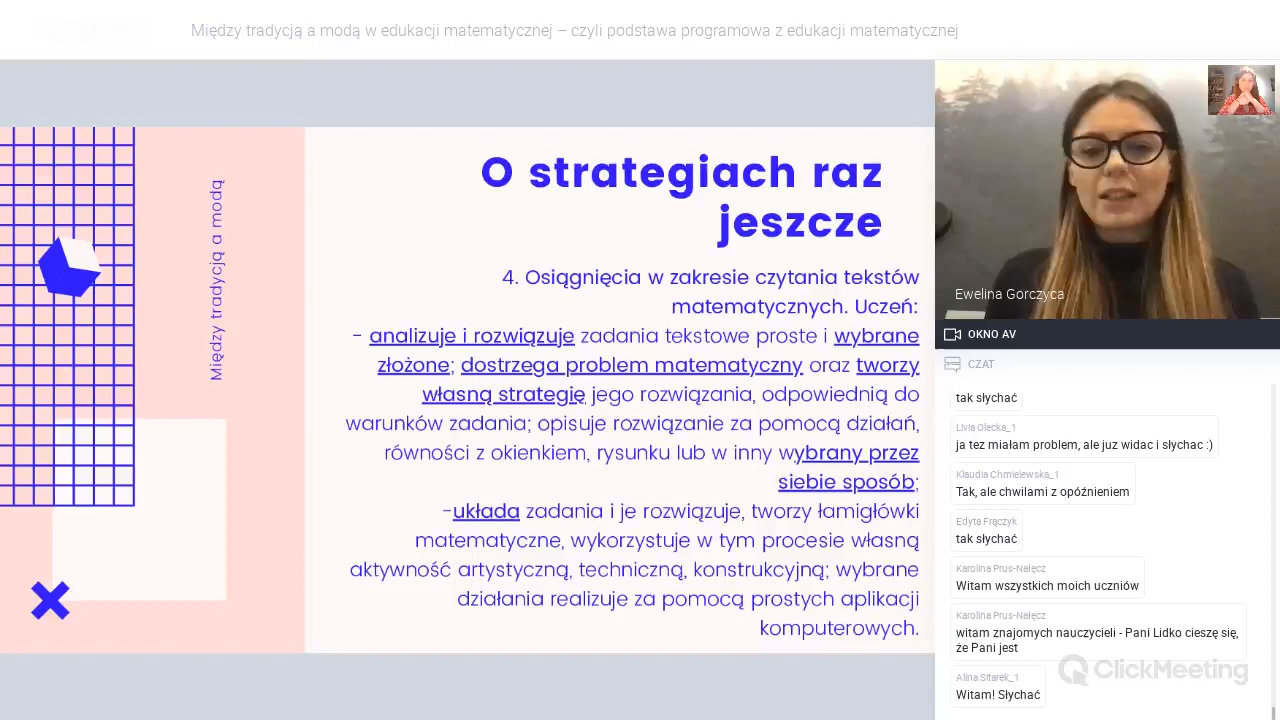 Między tradycją a modą w edukacji matematycznej – czyli podstawa programowa z edukacji matematycznej
Między tradycją a modą
O strategiach raz
jeszcze
4. Osiągnięcia w zakresie czytania tekstów
matematycznych. Uczeń:
- analizuje i rozwiązuje zadania tekstowe proste i wybrane
złożone; dostrzega problem matematyczny oraz tworzy
własną strategię jego rozwiązania, odpowiednią do
warunków zadania; opisuje rozwiązanie za pomocą działań,
równości z okienkiem, rysunku lub w inny wybrany przez
siebie sposób;
-układa zadania i je rozwiązuje, tworzy łamigłówki
matematyczne, wykorzystuje w tym procesie własną
aktywność artystyczną, techniczną, konstrukcyjną; wybrane
działania realizuje za pomocą prostych aplikacji
komputerowych.
Ewelina Gorczyca
OKNO AV
CZAT
tak słychać
Livia Olecka_1
ja tez miałam problem, ale juz widac i słychac :)
Klaudia Chmielewska_1
Tak, ale chwilami z opóźnieniem
Edyta Frączyk
tak słychać
Karolina Prus-Nałęcz
Witam wszystkich moich uczniów
Karolina Prus-Nałęcz
witam znajomych nauczycieli - Pani Lidko cieszę się,
że Pani jest
Alina Sitarek_1
Witam! Słychać
ClickMeeting